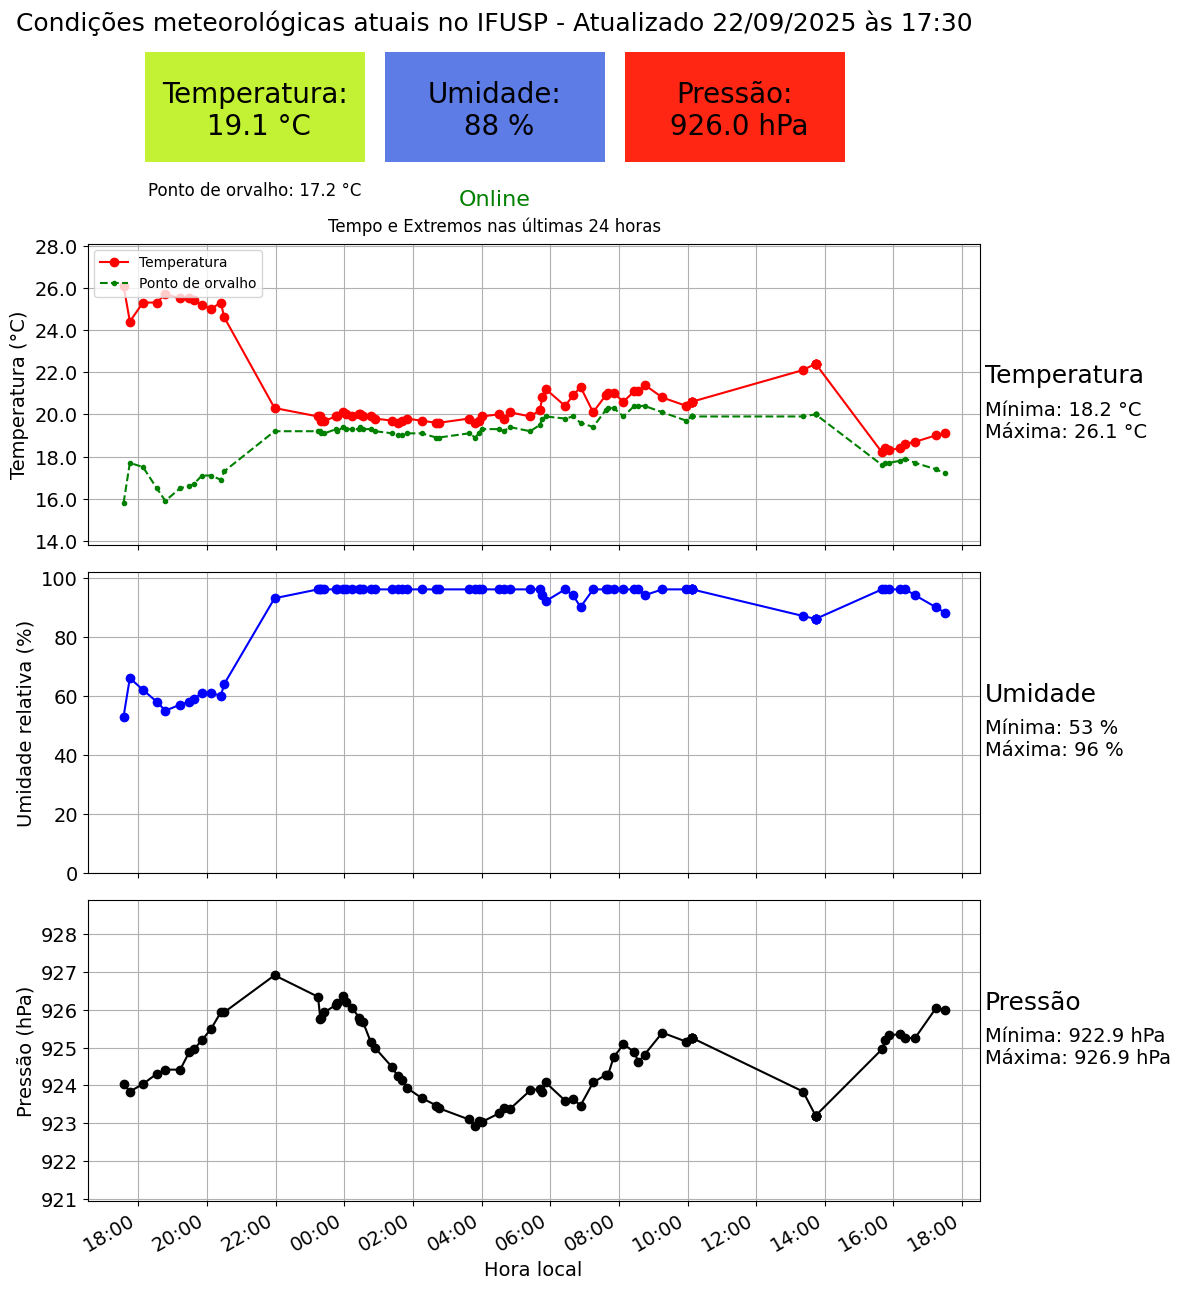 Condições meteorológicas atuais no IFUSP - Atualizado 22/09/2025 às 17:30
Temperatura:
19.1 °C
Umidade:
88 %
Pressão:
926.0 hPa
Ponto de orvalho: 17.2 °C
Online
Tempo e Extremos nas últimas 24 horas
Temperatura
Ponto de orvalho
Temperatura (°C)
28.0
26.0
24.0
22.0
20.0
18.0
16.0
14.0
Temperatura
Mínima: 18.2 °C
Máxima: 26.1 °C
Umidade relativa (%)
100
80
60
40
20
0
Umidade
Mínima: 53 %
Máxima: 96 %
Pressão (hPa)
928
927
926
925
924
923
922
921
Pressão
Mínima: 922.9 hPa
Máxima: 926.9 hPa
18:00
20:00
22:00
00:00
02:00
04:00
06:00
08:00
10:00
12:00
14:00
16:00
18:00
Hora local